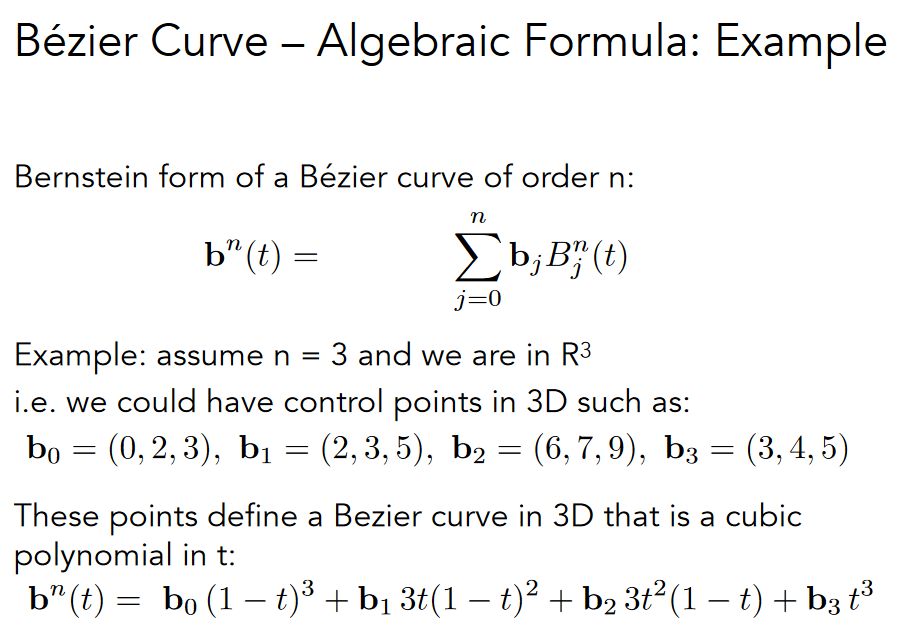 Bézier Curve – Algebraic Formula: Example
Bernstein form of a Bézier curve of order n:
$\mathbf{b}^n(t) = \sum_{j=0}^{n} \mathbf{b}_j B_j^n(t)$
Example: assume n = 3 and we are in R³
i.e. we could have control points in 3D such as:
$\mathbf{b}_0 = (0, 2, 3),\ \mathbf{b}_1 = (2, 3, 5),\ \mathbf{b}_2 = (6, 7, 9),\ \mathbf{b}_3 = (3, 4, 5)$
These points define a Bezier curve in 3D that is a cubic
polynomial in t:
$\mathbf{b}^n(t) = \mathbf{b}_0\,(1-t)^3 + \mathbf{b}_1\,3t(1-t)^2 + \mathbf{b}_2\,3t^2(1-t) + \mathbf{b}_3\,t^3$